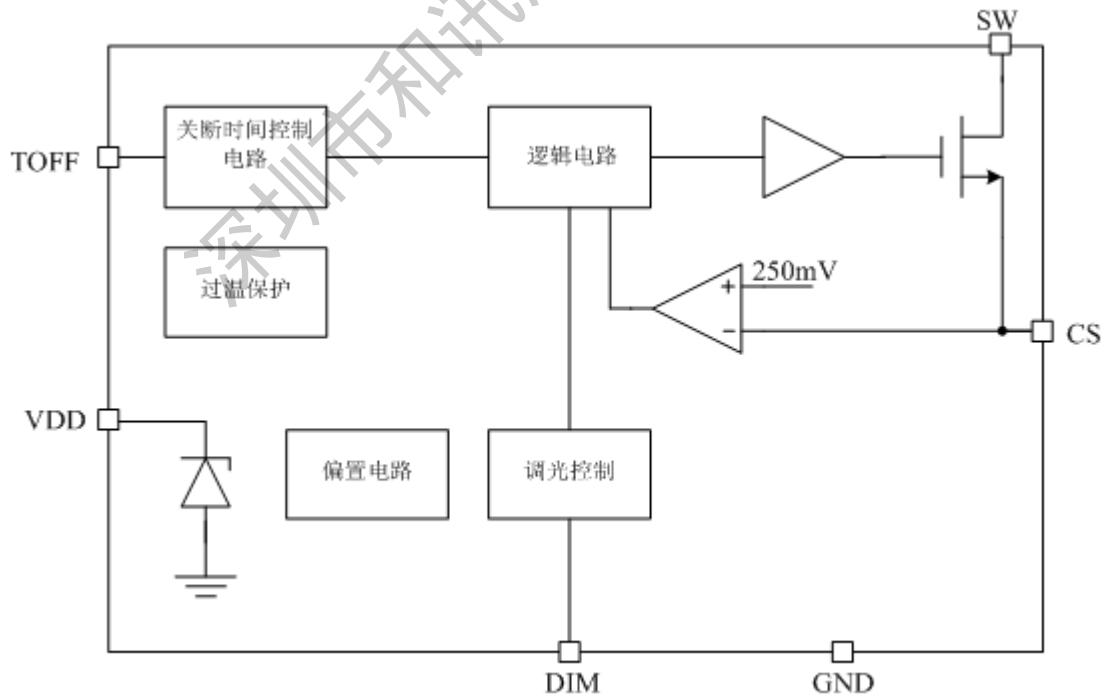 SW
关断时间控制
电路
逻辑电路
TOFF
过温保护
250mV
+
−
CS
VDD
偏置电路
调光控制
DIM
GND
深圳市和讯